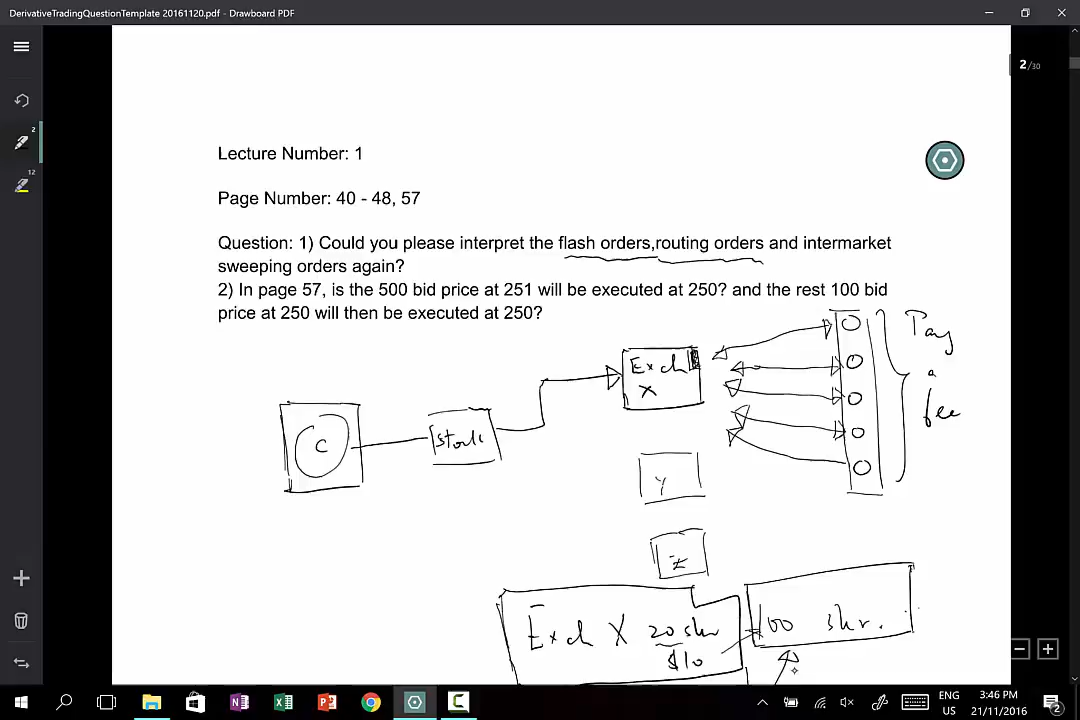 DerivativeTradingQuestionTemplate 20161120.pdf - Drawboard PDF
2/30
2
12
Lecture Number: 1
Page Number: 40 - 48, 57
Question: 1) Could you please interpret the flash orders,routing orders and intermarket
sweeping orders again?
2) In page 57, is the 500 bid price at 251 will be executed at 250? and the rest 100 bid
price at 250 will then be executed at 250?
Pay
a
fee
Exch
X
C
Y
Z
Exch X 20 shr
$10
100 shr.
ENG
US
3:46 PM
21/11/2016
2